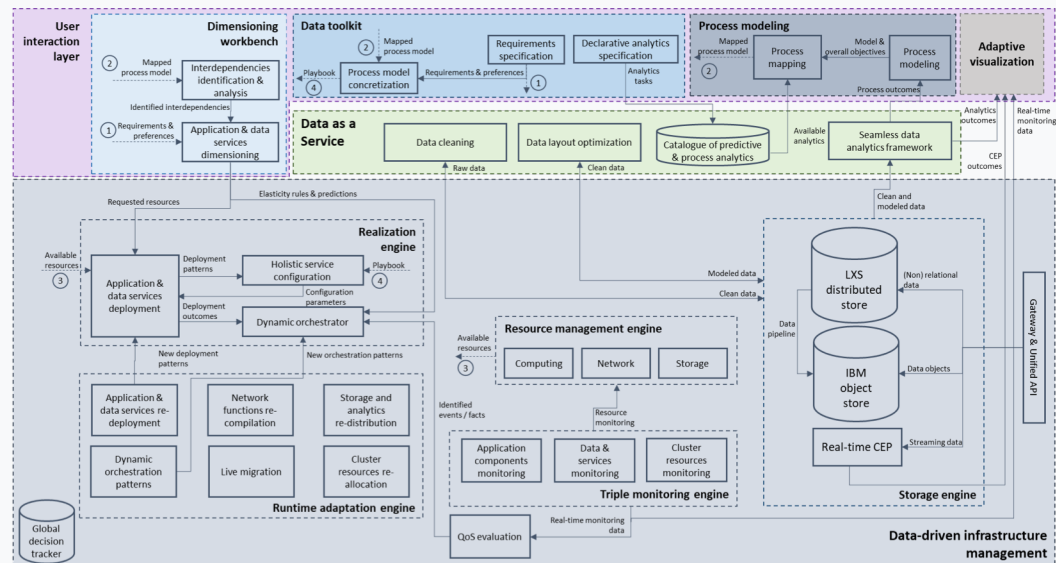 User
interaction
layer
Dimensioning
workbench
2
Mapped
process model
Interdependencies
identification &
analysis
Identified interdependencies
1
Requirements &
preferences
Application & data
services
dimensioning
Data toolkit
2
Mapped
process model
Playbook
4
Process model
concretization
Requirements & preferences
1
Requirements
specification
Declarative analytics
specification
Analytics
tasks
Process modeling
Mapped
process model
2
Process
mapping
Model &
overall objectives
Process
modeling
Process outcomes
Adaptive
visualization
Data as a
Service
Data cleaning
Raw data
Data layout optimization
Clean data
Catalogue of predictive
& process analytics
Available
analytics
Seamless data
analytics framework
Analytics
outcomes
Real-time
monitoring
data
CEP
outcomes
Requested resources
Elasticity rules & predictions
Clean and
modeled data
Realization
engine
Available
resources
3
Application &
data services
deployment
Deployment
patterns
Holistic service
configuration
Playbook
4
Configuration
parameters
Deployment
outcomes
Dynamic orchestrator
New deployment
patterns
New orchestration patterns
Modeled data
Clean data
Resource management engine
Available
resources
3
Computing
Network
Storage
Resource
monitoring
LXS
distributed
store
(Non) relational
data
Data
pipeline
IBM
object
store
Data objects
Streaming data
Real-time CEP
Storage engine
Gateway & Unified API
Application &
data services re-
deployment
Network
functions re-
compilation
Storage and
analytics
re-distribution
Dynamic
orchestration
patterns
Live migration
Cluster
resources re-
allocation
Runtime adaptation engine
Identified
events / facts
Application
components
monitoring
Data &
services
monitoring
Cluster
resources
monitoring
Triple monitoring engine
Real-time monitoring
data
QoS evaluation
Global
decision
tracker
Data-driven infrastructure
management